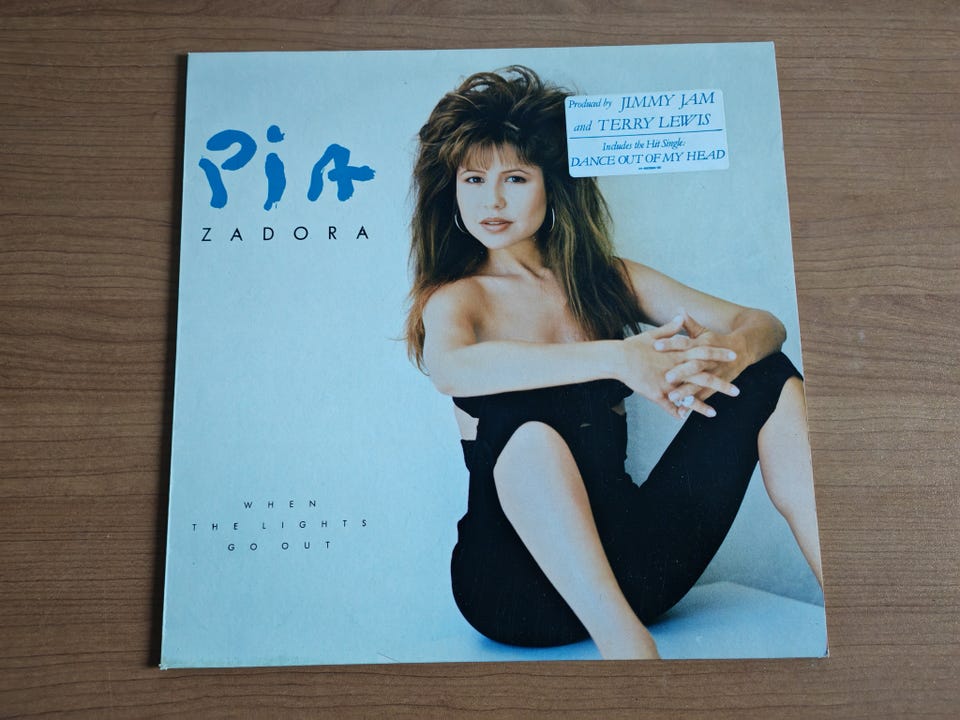 PiA
ZADORA
Produced by JIMMY JAM
and TERRY LEWIS
Includes the Hit Single:
DANCE OUT OF MY HEAD
WHEN
THE LIGHTS
GO OUT